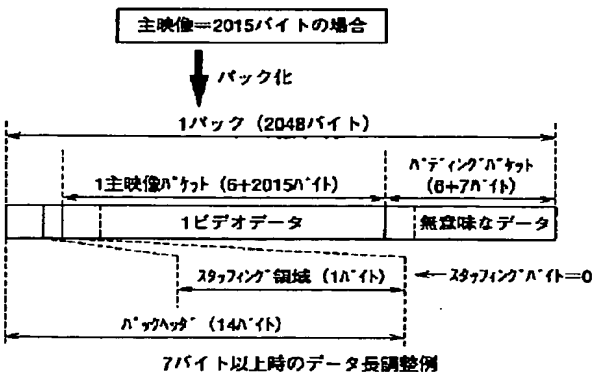 主映像=2015バイトの場合
パック化
1パック (2048バイト)
パディングパケット
(6+7バイト)
1主映像パケット (6+2015バイト)
1ビデオデータ
無意味なデータ
スタッフィング領域 (1バイト)
←スタッフィングバイト=0
パックヘッダ (14バイト)
7バイト以上時のデータ長調整例